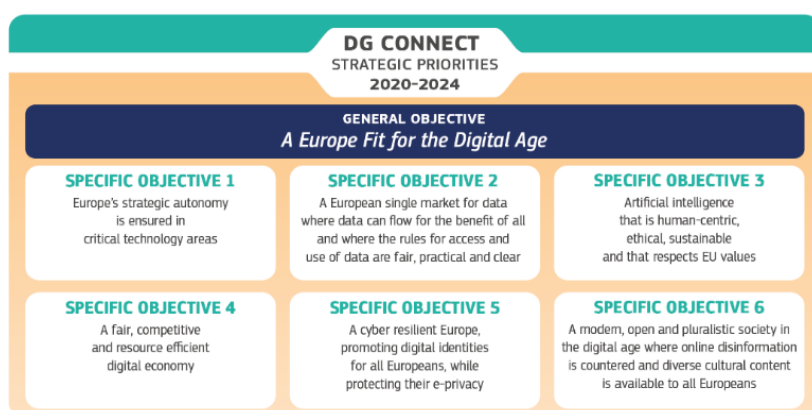 DG CONNECT
STRATEGIC PRIORITIES
2020-2024
GENERAL OBJECTIVE
A Europe Fit for the Digital Age
SPECIFIC OBJECTIVE 1
Europe's strategic autonomy
is ensured in
critical technology areas
SPECIFIC OBJECTIVE 2
A European single market for data
where data can flow for the benefit of all
and where the rules for access and
use of data are fair, practical and clear
SPECIFIC OBJECTIVE 3
Artificial intelligence
that is human-centric,
ethical, sustainable
and that respects EU values
SPECIFIC OBJECTIVE 4
A fair, competitive
and resource efficient
digital economy
SPECIFIC OBJECTIVE 5
A cyber resilient Europe,
promoting digital identities
for all Europeans, while
protecting their e-privacy
SPECIFIC OBJECTIVE 6
A modern, open and pluralistic society in
the digital age where online disinformation
is countered and diverse cultural content
is available to all Europeans